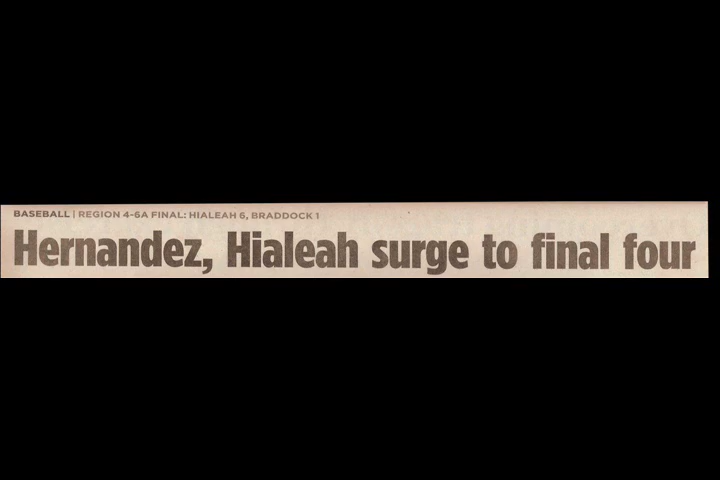 BASEBALL | REGION 4-6A FINAL: HIALEAH 6, BRADDOCK 1
Hernandez, Hialeah surge to final four